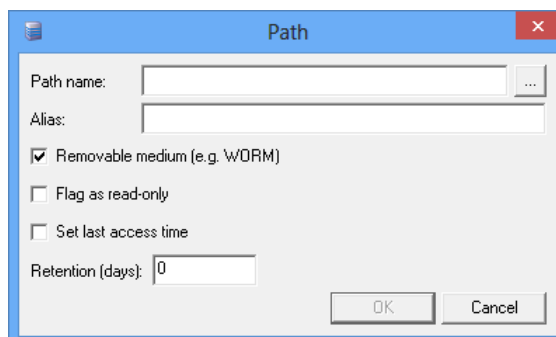 Path
Path name:
...
Alias:
Removable medium (e.g. WORM)
Flag as read-only
Set last access time
Retention (days): 0
OK Cancel